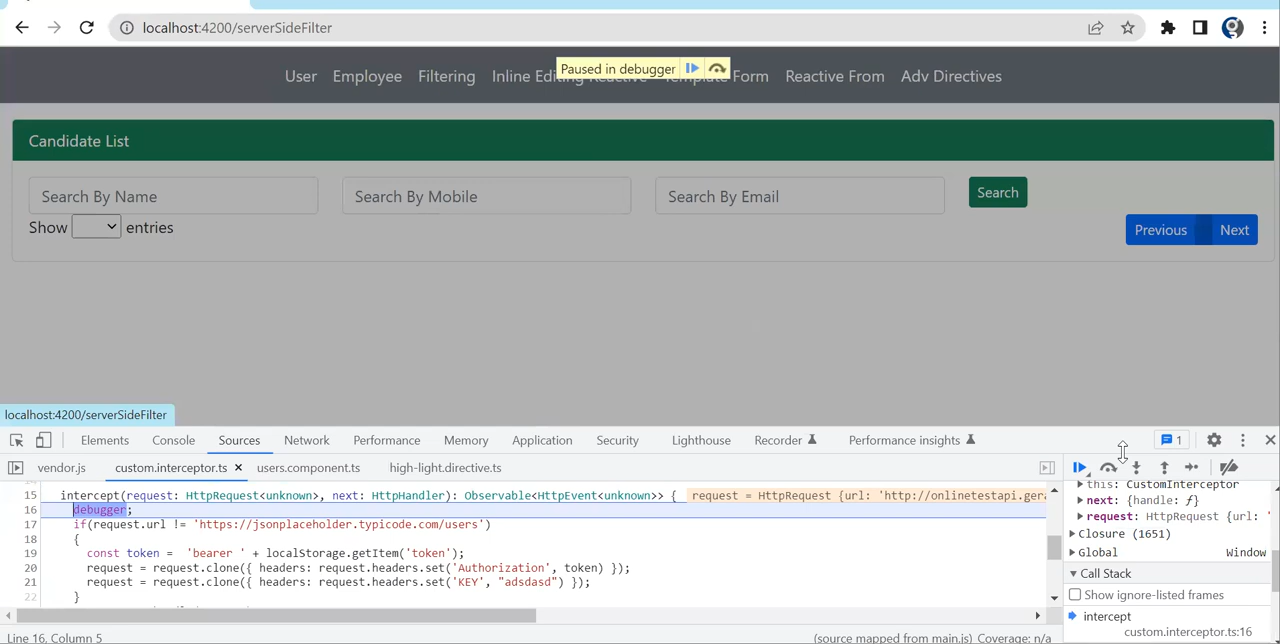 localhost:4200/serverSideFilter
User Employee Filtering Inline Editing Reactive Template Form Reactive From Adv Directives
Paused in debugger
Candidate List
Search By Name Search By Mobile Search By Email Search
Show entries Previous Next
localhost:4200/serverSideFilter
Elements Console Sources Network Performance Memory Application Security Lighthouse Recorder Performance insights 1
vendor.js custom.interceptor.ts × users.component.ts high-light.directive.ts
15 intercept(request: HttpRequest<unknown>, next: HttpHandler): Observable<HttpEvent<unknown>> { request = HttpRequest {url: 'http://onlinetestapi.gera
16 debugger;
17 if(request.url != 'https://jsonplaceholder.typicode.com/users')
18 {
19 const token =  'bearer ' + localStorage.getItem('token');
20 request = request.clone({ headers: request.headers.set('Authorization', token) });
21 request = request.clone({ headers: request.headers.set('KEY', "adsdasd") });
22 }
this: CustomInterceptor
next: {handle: ƒ}
request: HttpRequest {url: '
Closure (1651)
Global Window
Call Stack
Show ignore-listed frames
intercept
custom.interceptor.ts:16
Line 16, Column 5 (source mapped from main.js) Coverage: n/a